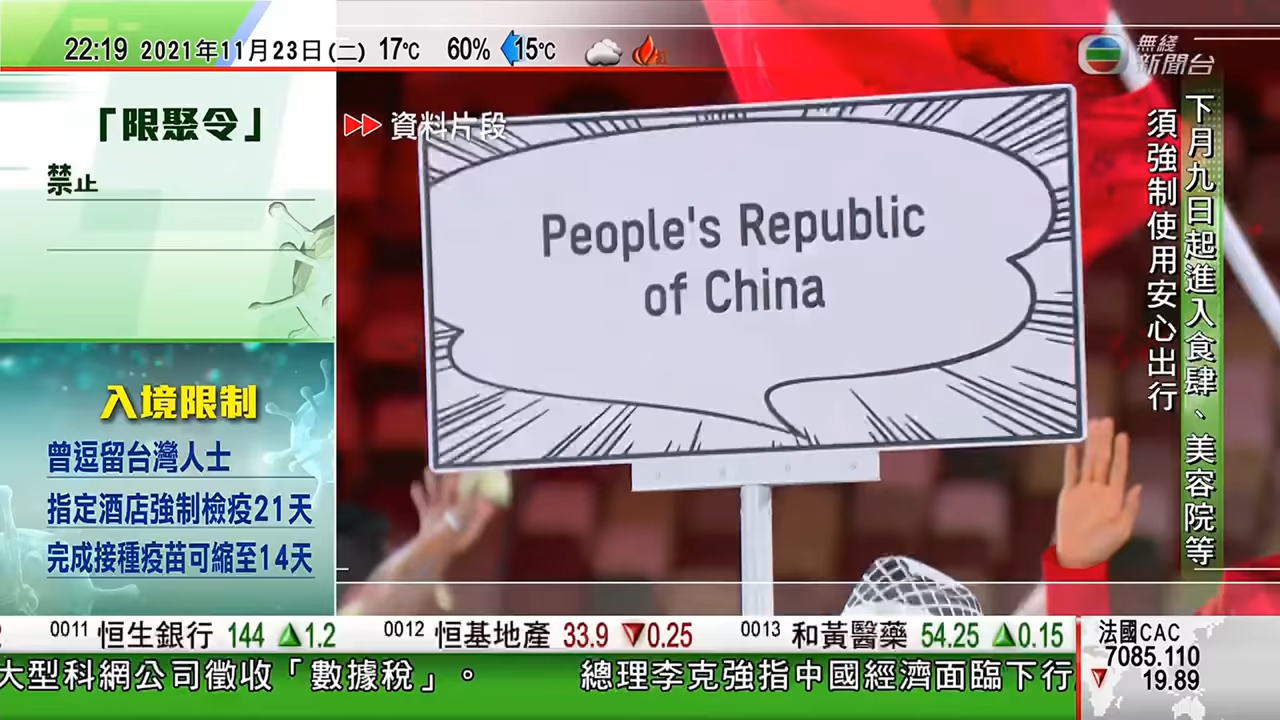 22:19 2021年11月23日(二) 17℃ 60% 15℃
無綫
新聞台
「限聚令」
禁止
入境限制
曾逗留台灣人士
指定酒店強制檢疫21天
完成接種疫苗可縮至14天
資料片段
People's Republic
of China
下月九日起進入食肆、美容院等
須強制使用安心出行
0011 恒生銀行 144 ▲1.2 0012 恒基地產 33.9 ▼0.25 0013 和黃醫藥 54.25 ▲0.15
法國CAC
7085.110
▼ 19.89
大型科網公司徵收「數據稅」。 總理李克強指中國經濟面臨下行